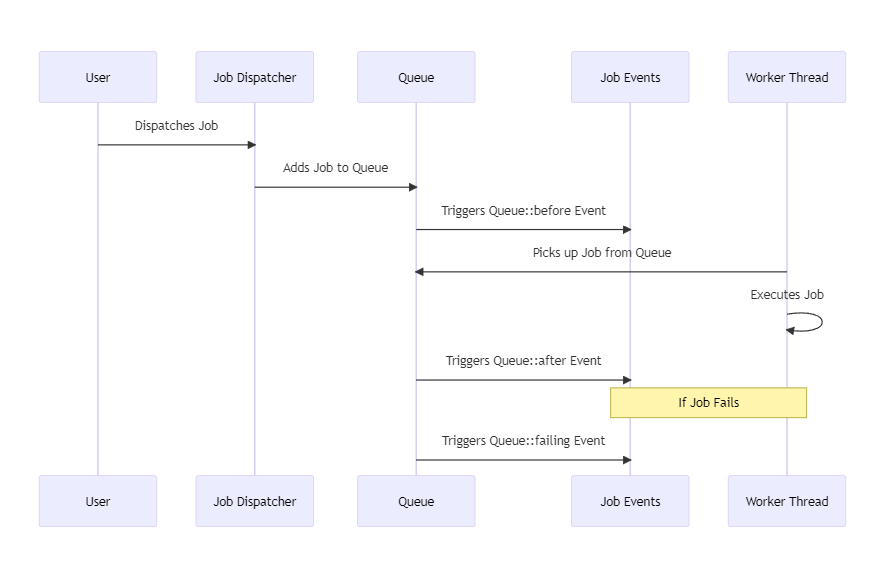 User
Job Dispatcher
Queue
Job Events
Worker Thread
Dispatches Job
Adds Job to Queue
Triggers Queue::before Event
Picks up Job from Queue
Executes Job
Triggers Queue::after Event
If Job Fails
Triggers Queue::failing Event
User
Job Dispatcher
Queue
Job Events
Worker Thread